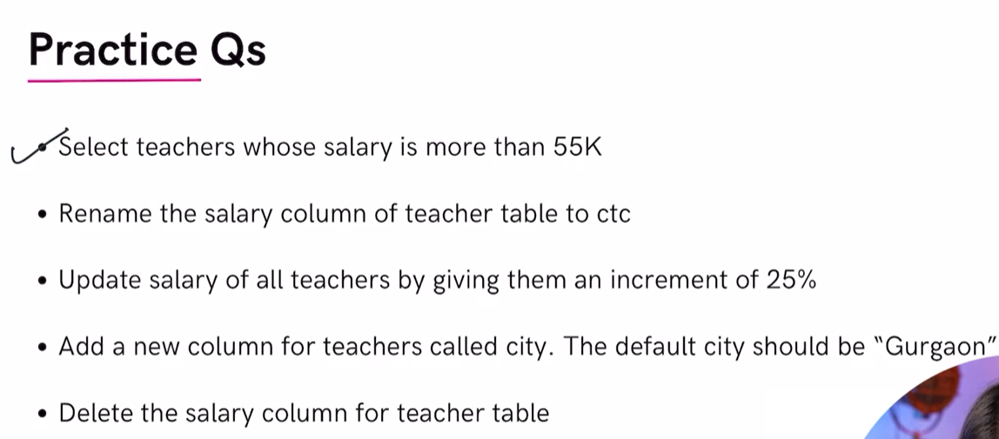 Practice Qs
Select teachers whose salary is more than 55K
• Rename the salary column of teacher table to ctc
• Update salary of all teachers by giving them an increment of 25%
• Add a new column for teachers called city. The default city should be “Gurgaon”
• Delete the salary column for teacher table